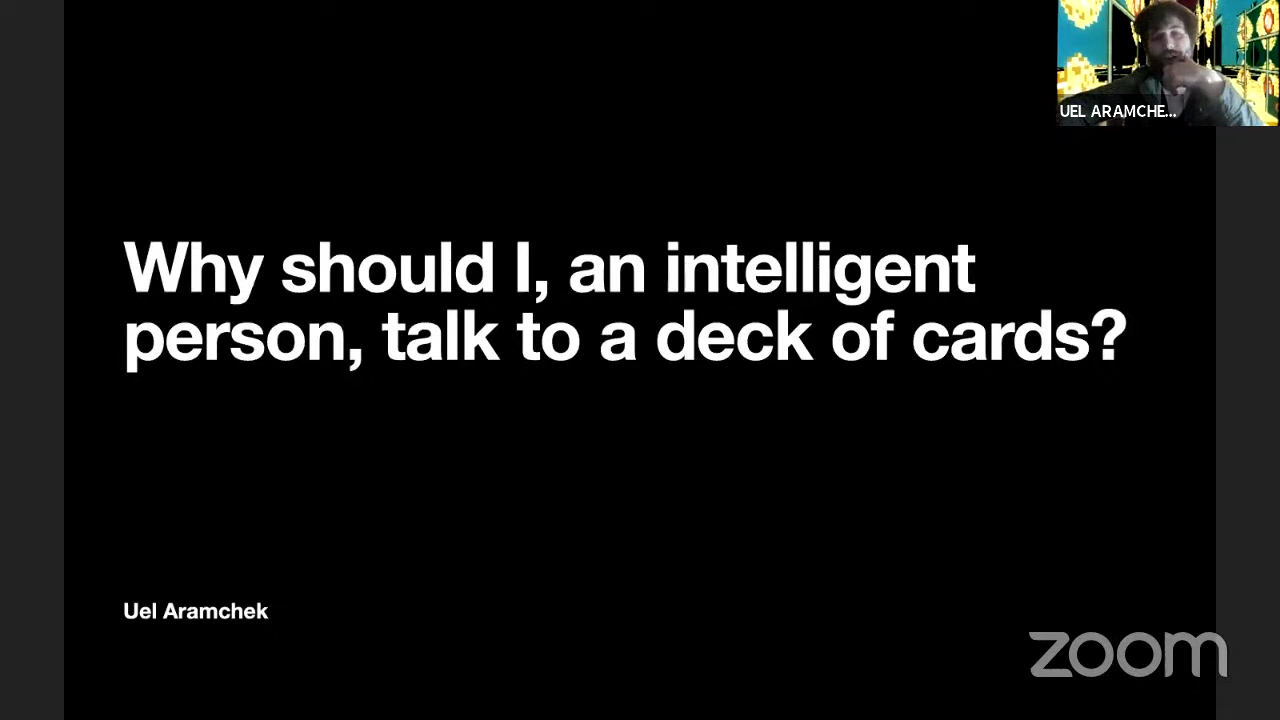 UEL ARAMCHE...
Why should I, an intelligent
person, talk to a deck of cards?
Uel Aramchek
zoom